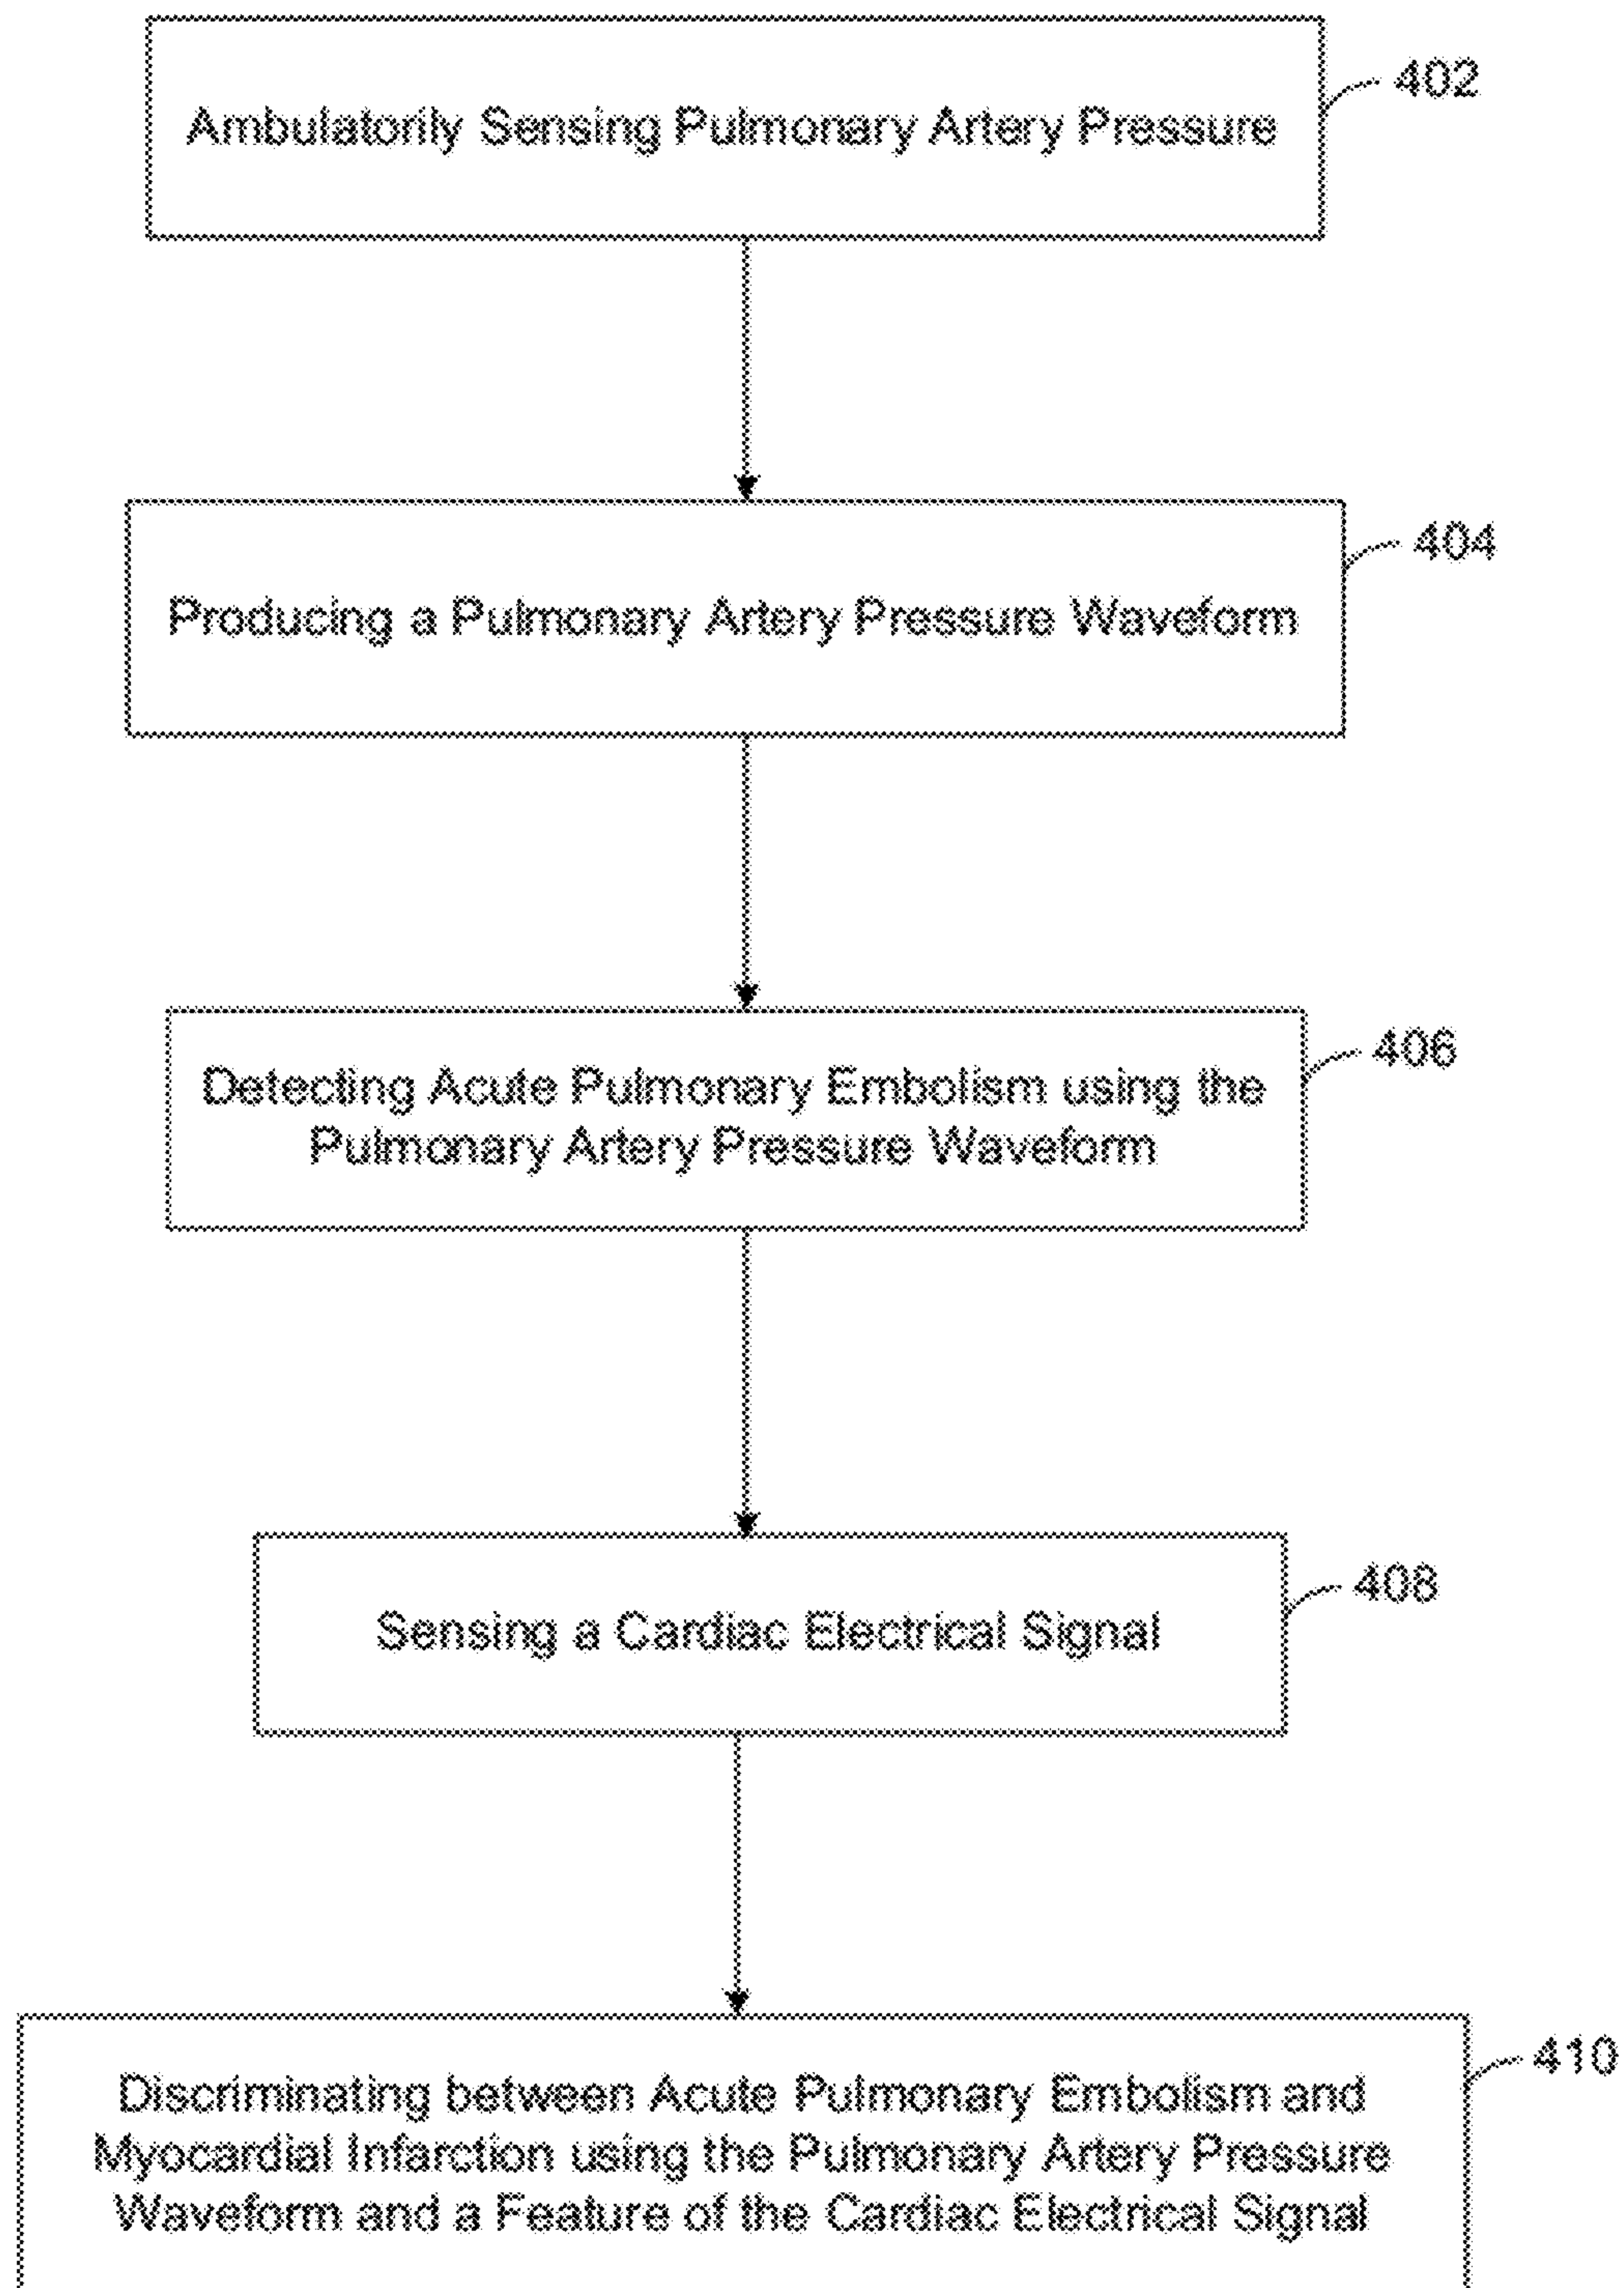 Ambulatorily Sensing Pulmonary Artery Pressure
402
Producing a Pulmonary Artery Pressure Waveform
404
Detecting Acute Pulmonary Embolism using the
Pulmonary Artery Pressure Waveform
406
Sensing a Cardiac Electrical Signal
408
Discriminating between Acute Pulmonary Embolism and
Myocardial Infarction using the Pulmonary Artery Pressure
Waveform and a Feature of the Cardiac Electrical Signal
410